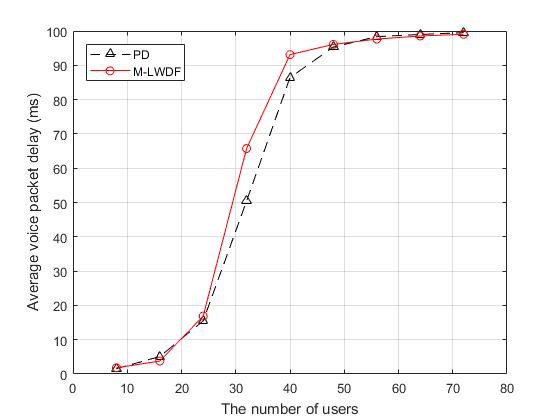 PD
M-LWDF
Average voice packet delay (ms)
100
90
80
70
60
50
40
30
20
10
0
0 10 20 30 40 50 60 70 80
The number of users